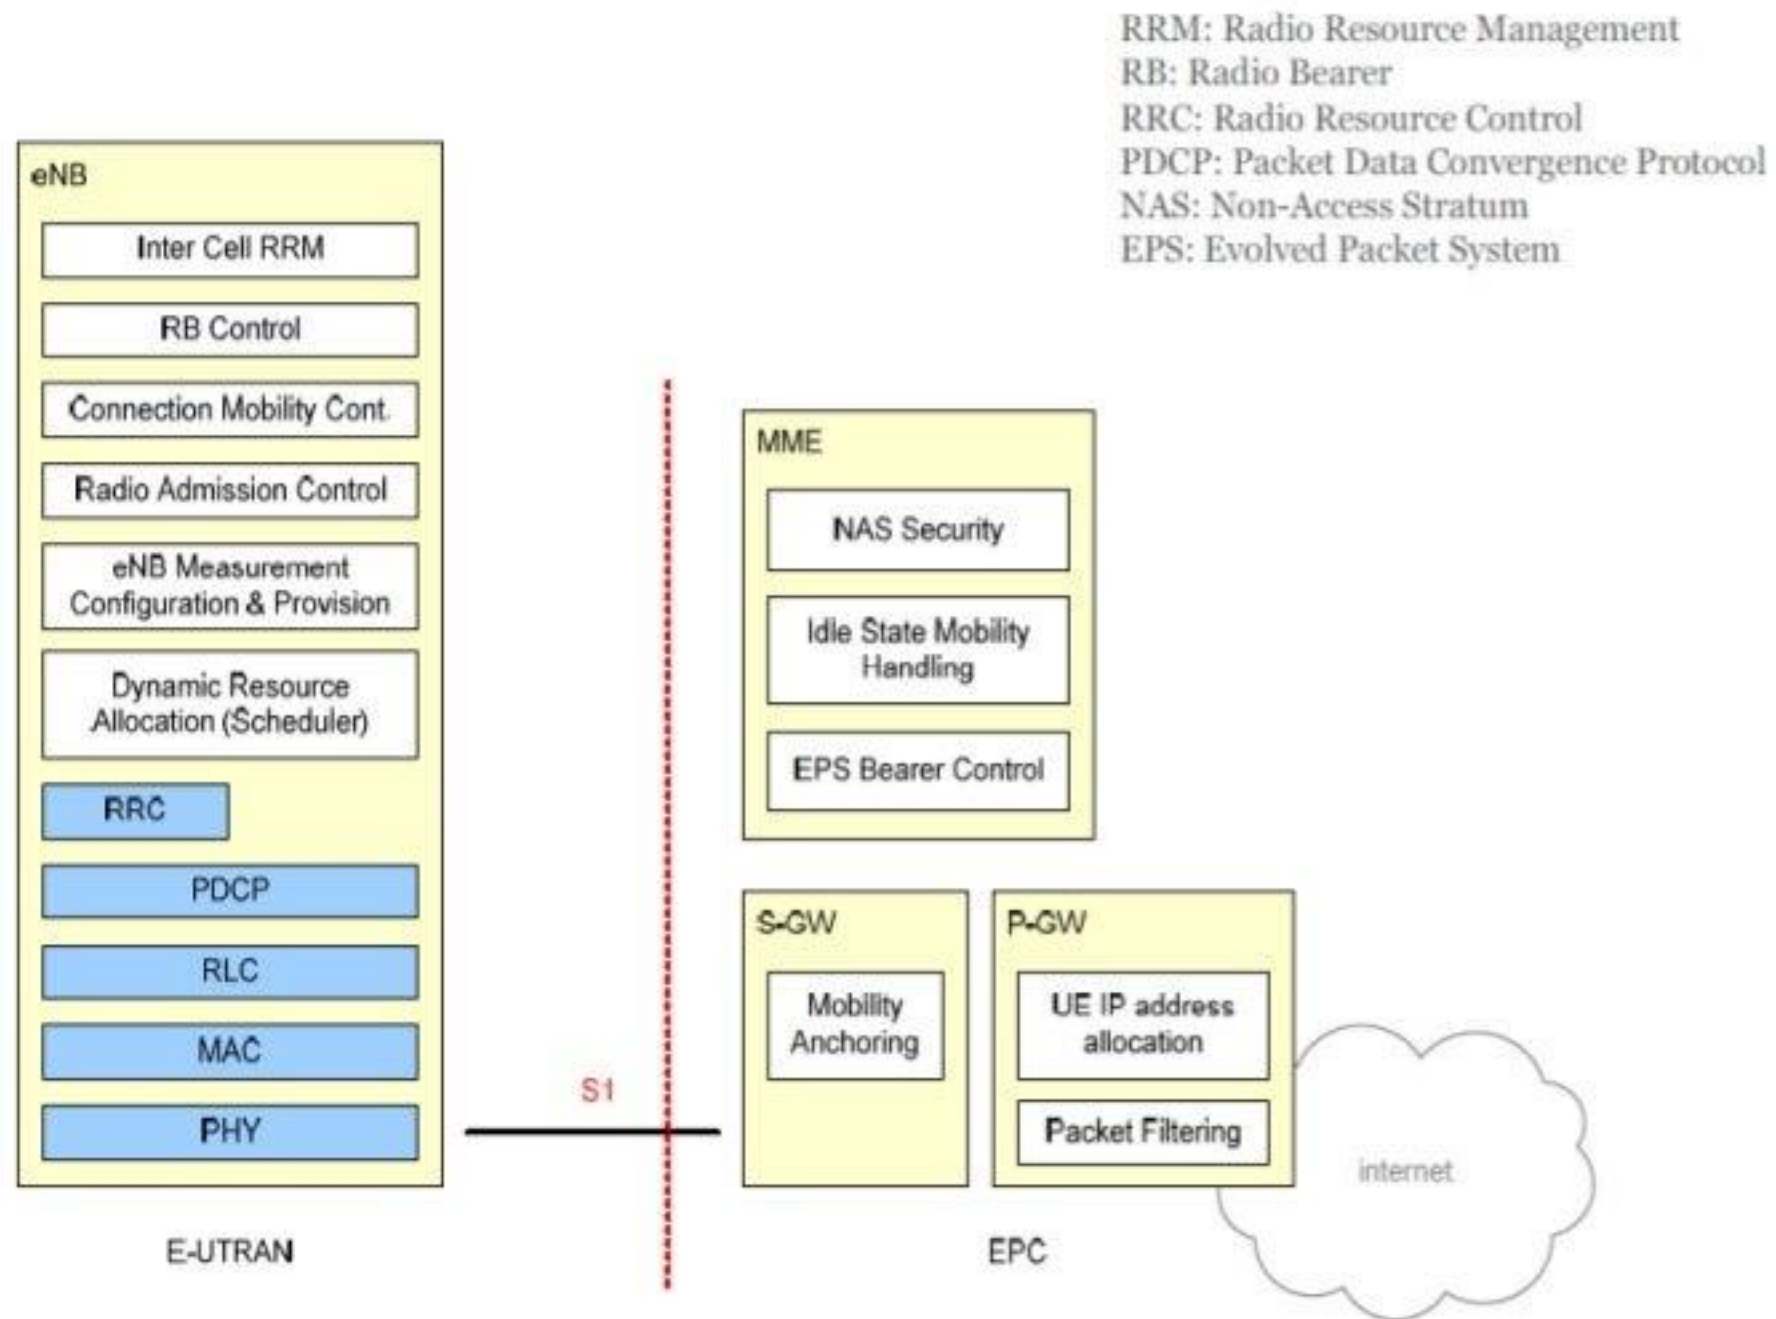 RRM: Radio Resource Management
RB: Radio Bearer
RRC: Radio Resource Control
PDCP: Packet Data Convergence Protocol
NAS: Non-Access Stratum
EPS: Evolved Packet System
eNB
Inter Cell RRM
RB Control
Connection Mobility Cont.
Radio Admission Control
eNB Measurement
Configuration & Provision
Dynamic Resource
Allocation (Scheduler)
RRC
PDCP
RLC
MAC
PHY
S1
MME
NAS Security
Idle State Mobility
Handling
EPS Bearer Control
S-GW
Mobility
Anchoring
P-GW
UE IP address
allocation
Packet Filtering
internet
E-UTRAN
EPC